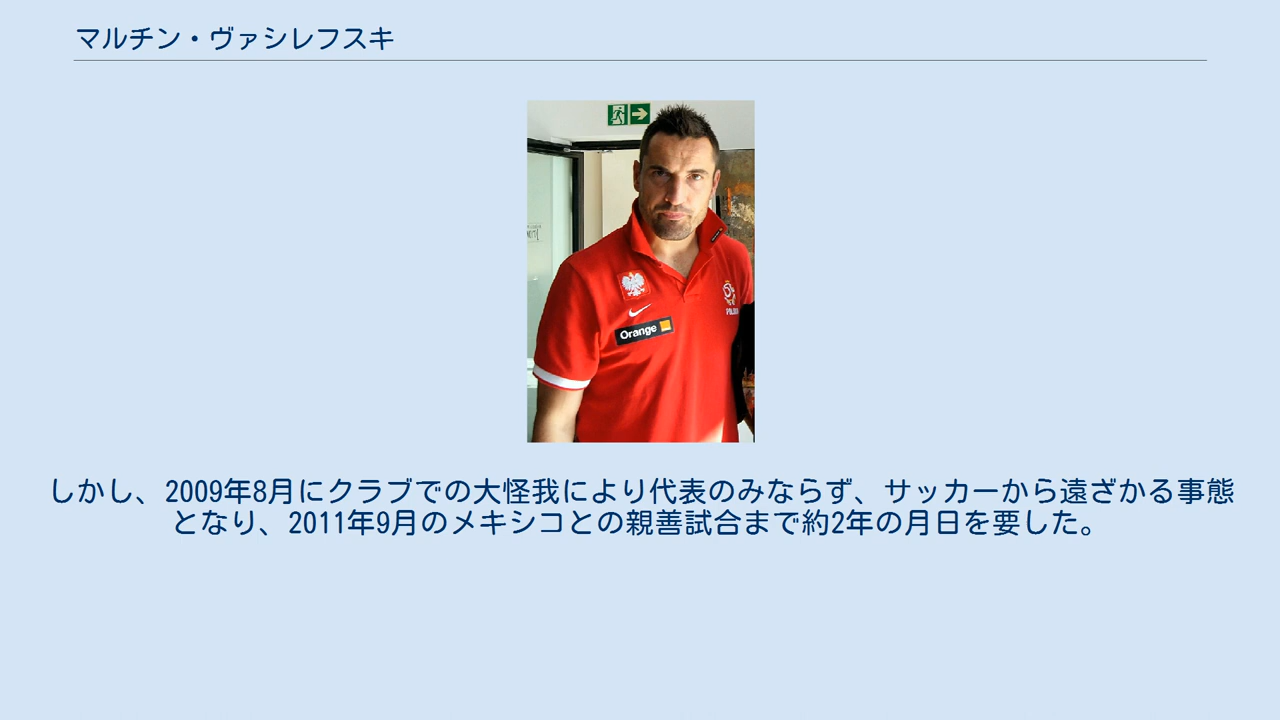 マルチン・ヴァシレフスキ
Orange
しかし、2009年8月にクラブでの大怪我により代表のみならず、サッカーから遠ざかる事態
となり、2011年9月のメキシコとの親善試合まで約2年の月日を要した。